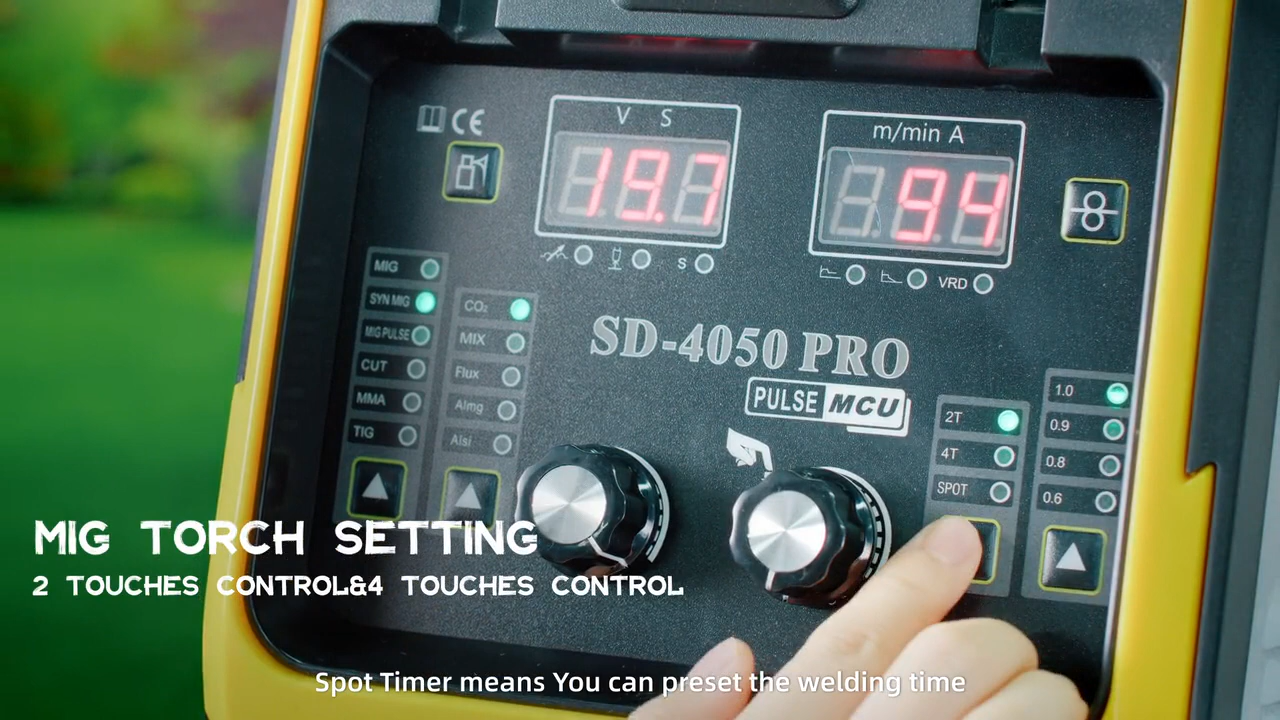 CE
V S
19.7
m/min A
94
S
VRD
MIG
SYN MIG
MIG PULSE
CUT
MMA
TIG
CO₂
MIX
Flux
Almg
Alsi
SD-4050 PRO
PULSE MCU
2T
4T
SPOT
1.0
0.9
0.8
0.6
MIG TORCH SETTING
2 TOUCHES CONTROL&4 TOUCHES CONTROL
Spot Timer means You can preset the welding time